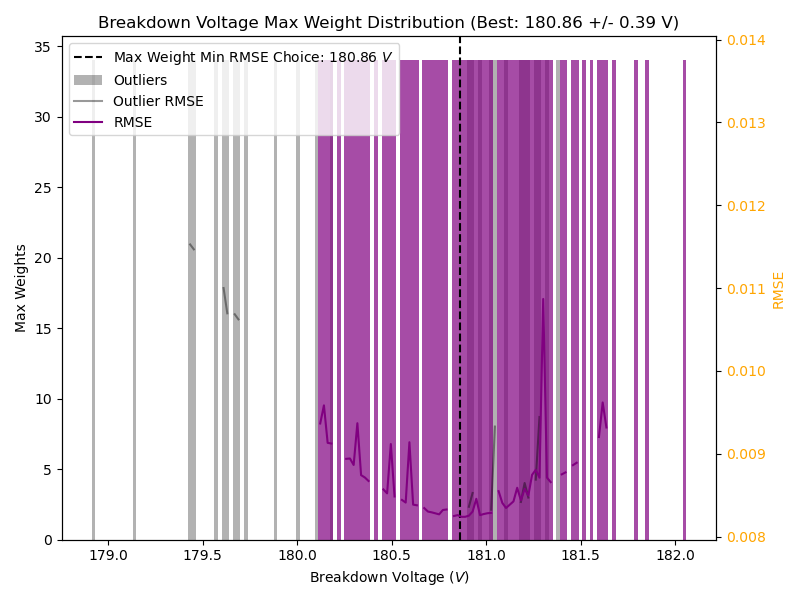 Breakdown Voltage Max Weight Distribution (Best: 180.86 +/- 0.39 V)
Max Weight Min RMSE Choice: 180.86 V
Outliers
Outlier RMSE
RMSE
35
30
25
20
15
10
5
0
Max Weights
0.014
0.013
0.012
0.011
0.010
0.009
0.008
RMSE
179.0 179.5 180.0 180.5 181.0 181.5 182.0
Breakdown Voltage (V)